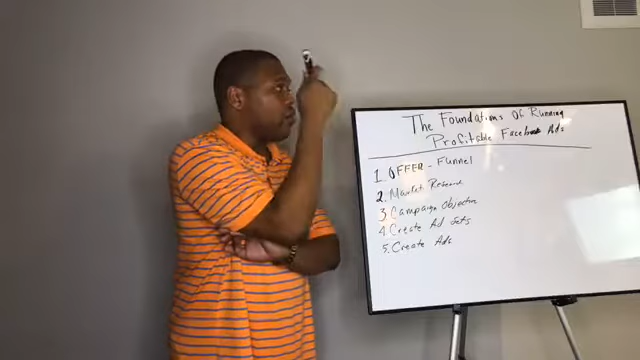 The Foundations Of Running
Profitable Facebook Ads
1. OFFER - Funnel
2. Market Research
3 Campaign Objective
4. Create Ad Sets
5. Create Ads